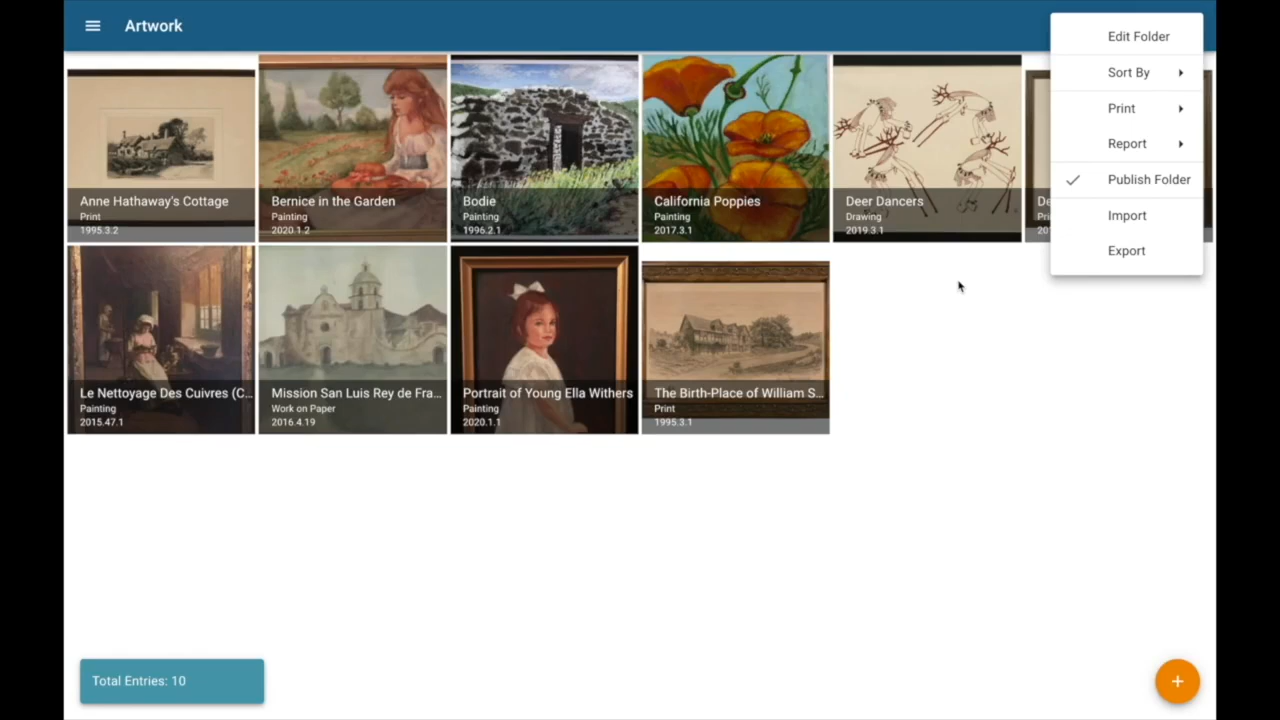 Artwork
Edit Folder
Sort By
Print
Report
Publish Folder
Import
Export
Anne Hathaway's Cottage
Print
1995.3.2
Bernice in the Garden
Painting
2020.1.2
Bodie
Painting
1996.2.1
California Poppies
Painting
2017.3.1
Deer Dancers
Drawing
2019.3.1
De
Pri
20
Le Nettoyage Des Cuivres (C...
Painting
2015.47.1
Mission San Luis Rey de Fra...
Work on Paper
2016.4.19
Portrait of Young Ella Withers
Painting
2020.1.1
The Birth-Place of William S...
Print
1995.3.1
Total Entries: 10